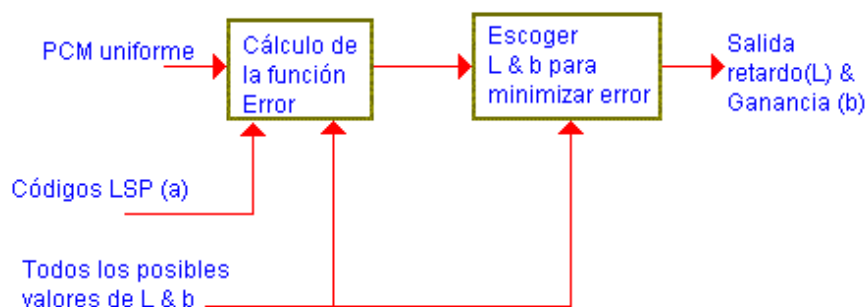 PCM uniforme
Cálculo de
la función
Error
Escoger
L & b para
minimizar error
Salida
retardo(L) &
Ganancia (b)
Códigos LSP (a)
Todos los posibles
valores de L & b